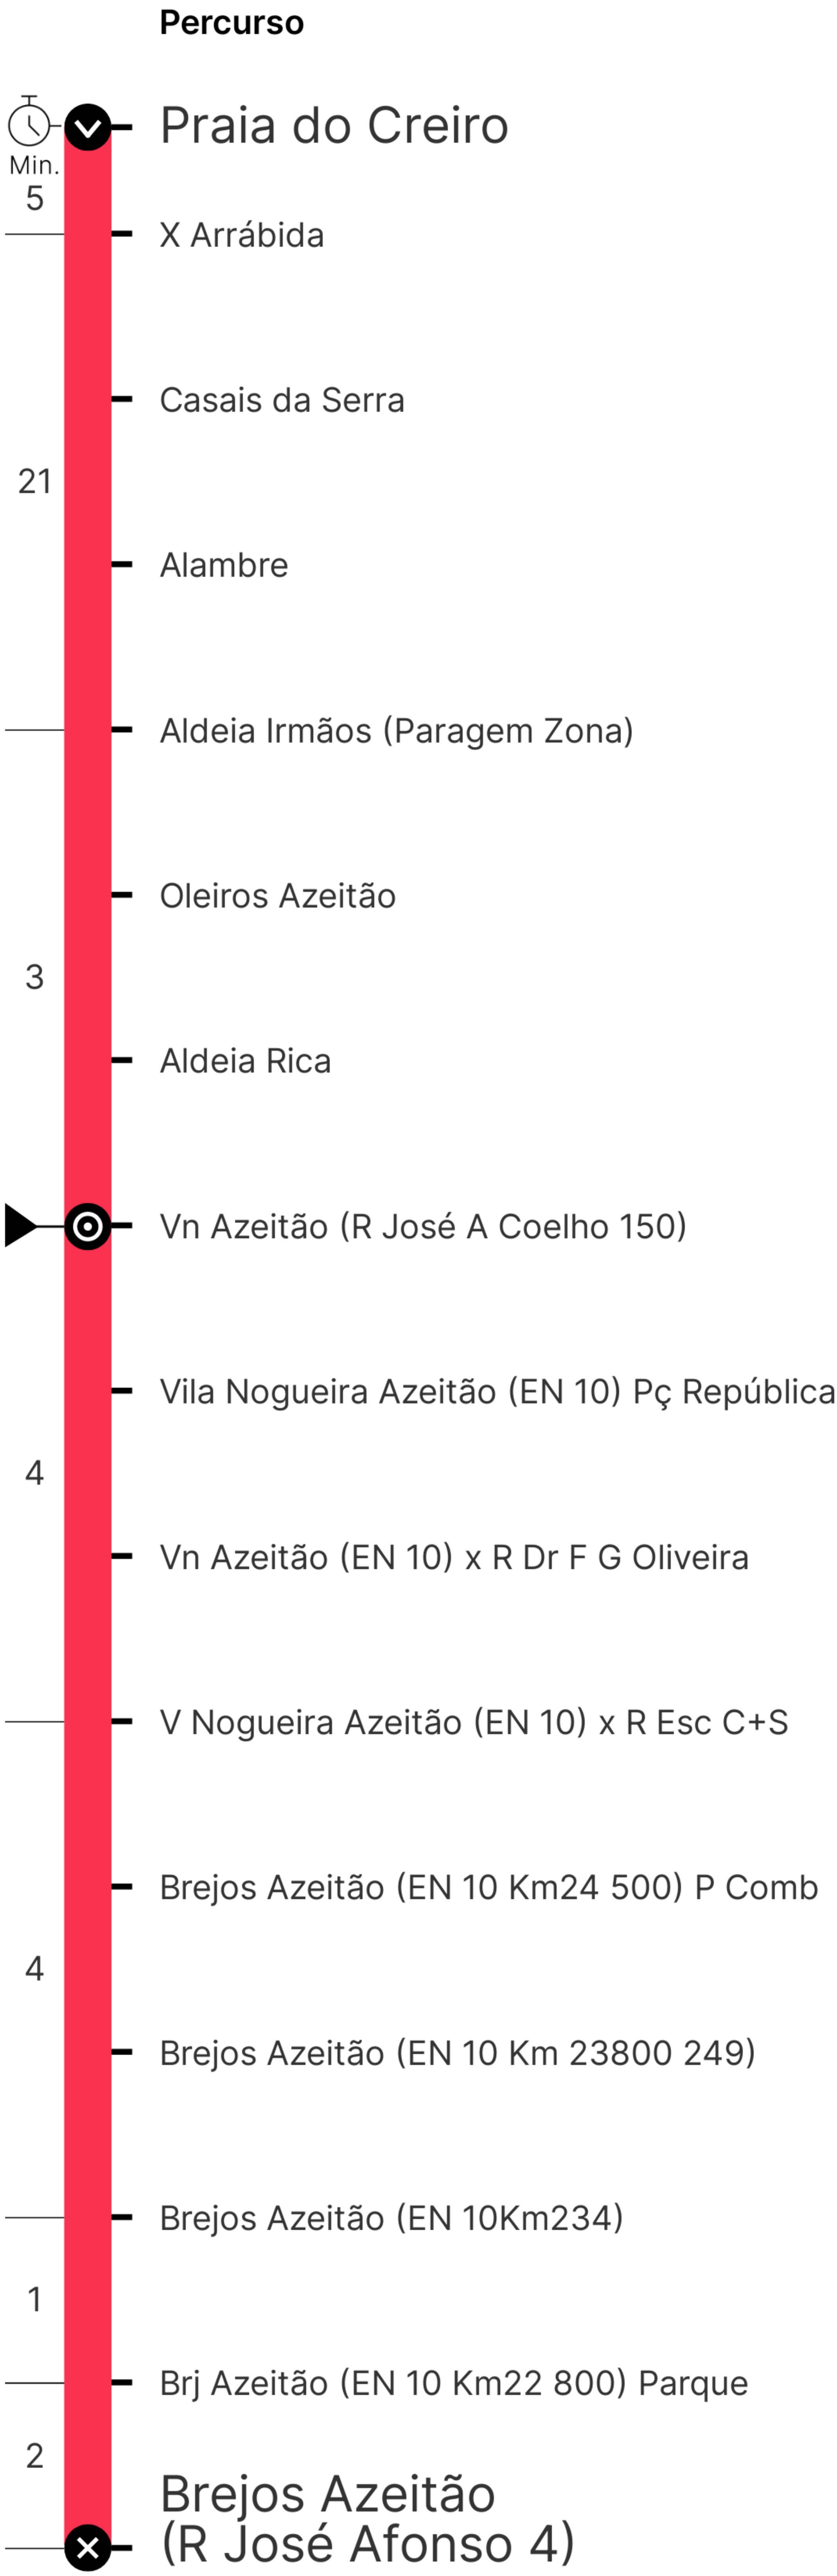 Percurso
Praia do Creiro
Min.
5
X Arrábida
Casais da Serra
21
Alambre
Aldeia Irmãos (Paragem Zona)
Oleiros Azeitão
3
Aldeia Rica
Vn Azeitão (R José A Coelho 150)
Vila Nogueira Azeitão (EN 10) Pç República
4
Vn Azeitão (EN 10) x R Dr F G Oliveira
V Nogueira Azeitão (EN 10) x R Esc C+S
Brejos Azeitão (EN 10 Km24 500) P Comb
4
Brejos Azeitão (EN 10 Km 23800 249)
Brejos Azeitão (EN 10Km234)
1
Brj Azeitão (EN 10 Km22 800) Parque
2
Brejos Azeitão
(R José Afonso 4)